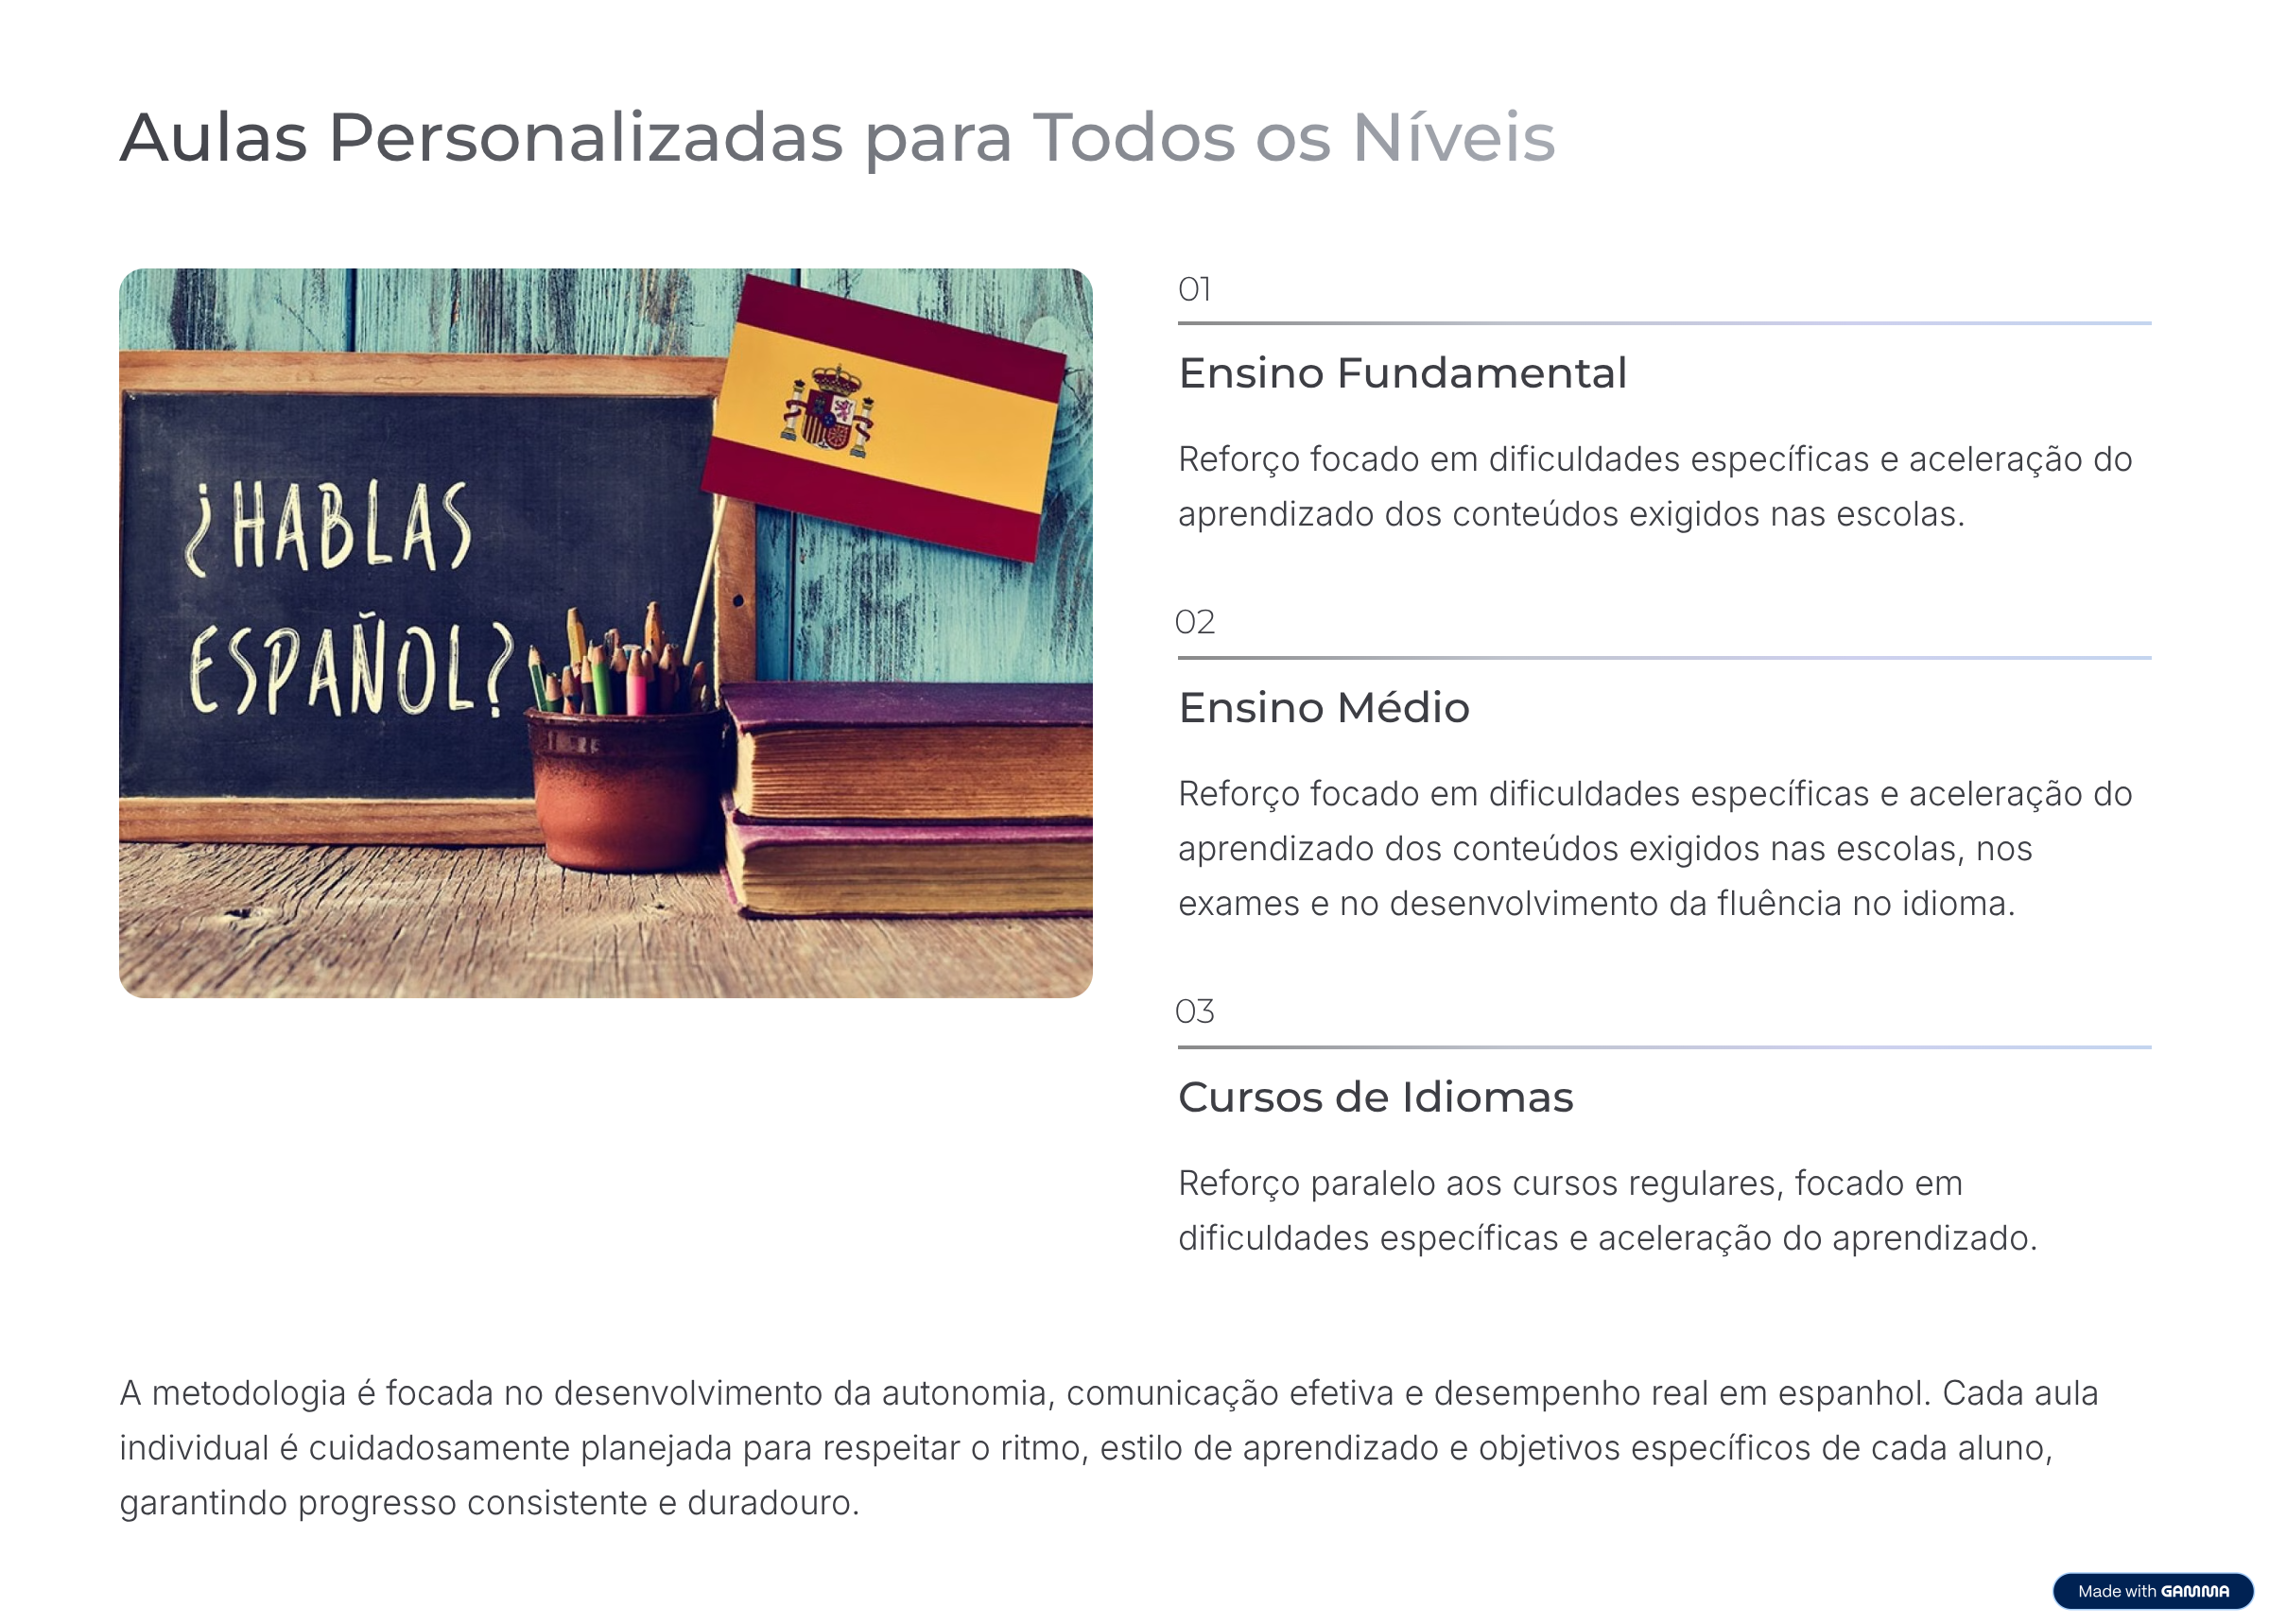 Aulas Personalizadas para Todos os Níveis
¿HABLAS
ESPAÑOL?
01
Ensino Fundamental
Reforço focado em dificuldades específicas e aceleração do
aprendizado dos conteúdos exigidos nas escolas.
02
Ensino Médio
Reforço focado em dificuldades específicas e aceleração do
aprendizado dos conteúdos exigidos nas escolas, nos
exames e no desenvolvimento da fluência no idioma.
03
Cursos de Idiomas
Reforço paralelo aos cursos regulares, focado em
dificuldades específicas e aceleração do aprendizado.
A metodologia é focada no desenvolvimento da autonomia, comunicação efetiva e desempenho real em espanhol. Cada aula
individual é cuidadosamente planejada para respeitar o ritmo, estilo de aprendizado e objetivos específicos de cada aluno,
garantindo progresso consistente e duradouro.
Made with GAMMA